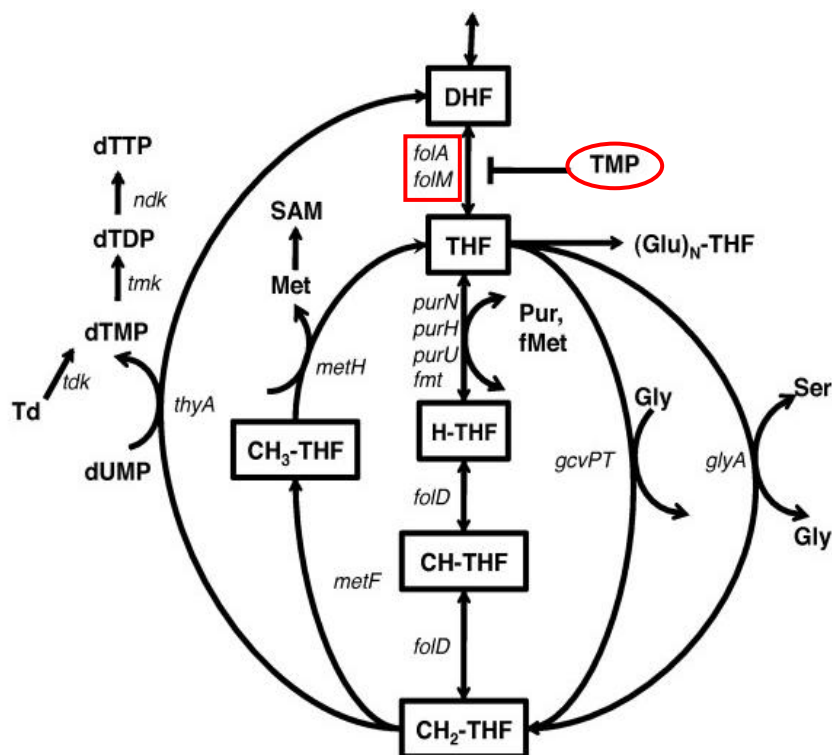 DHF
dTTP
folA
folM
TMP
ndk
SAM
dTDP
THF
(Glu)N-THF
tmk
Met
purN
purH
purU
fmt
Pur,
fMet
dTMP
metH
tdk
Td
thyA
Gly
Ser
CH3-THF
H-THF
dUMP
gcvPT
glyA
folD
Gly
CH-THF
metF
folD
CH2-THF